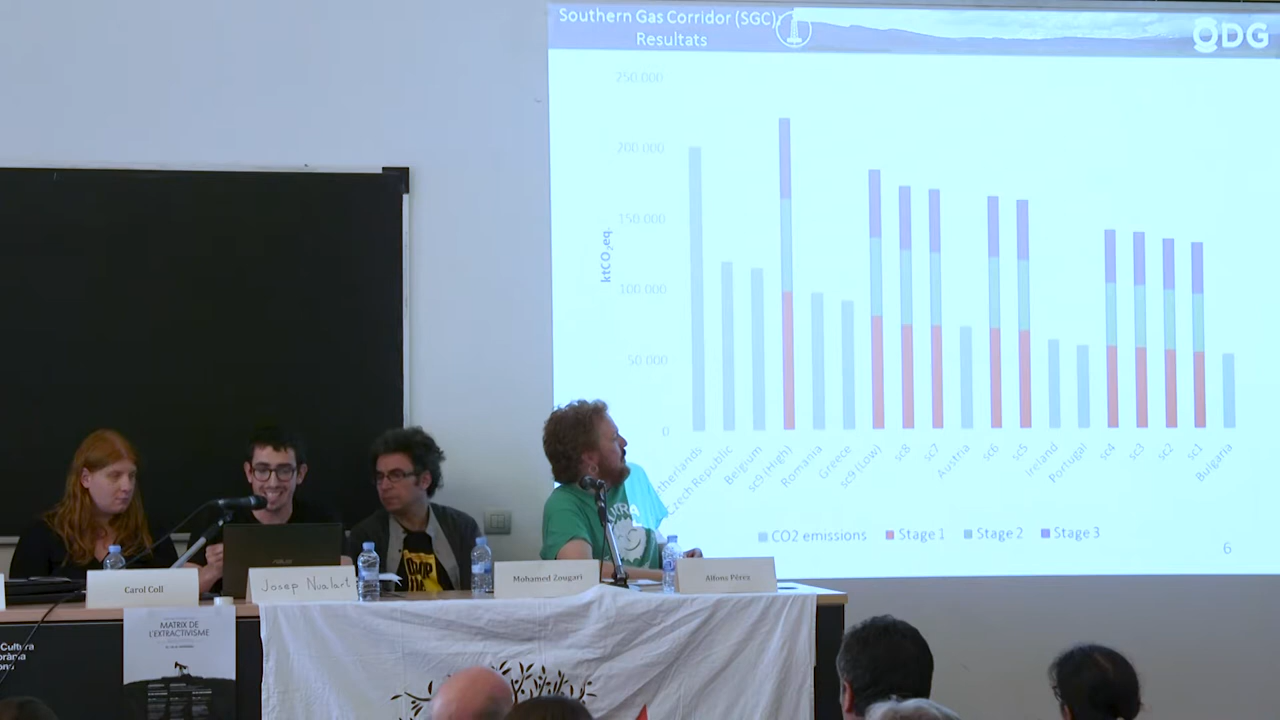 Southern Gas Corridor (SGC):
Resultats
ODG
250.000
200.000
150.000
100.000
50.000
0
ktCO2eq.
Czech Republic
Belgium
sc9 (High)
Romania
Greece
sc9 (Low)
sc8
sc7
Austria
sc6
sc5
Ireland
Portugal
sc4
sc3
sc2
sc1
Bulgaria
CO2 emissions
Stage 1
Stage 2
Stage 3
6
Carol Coll
Josep Nualart
Mohamed Zougari
Alfons Pérez
MATRIX DE
L'EXTRACTIVISME